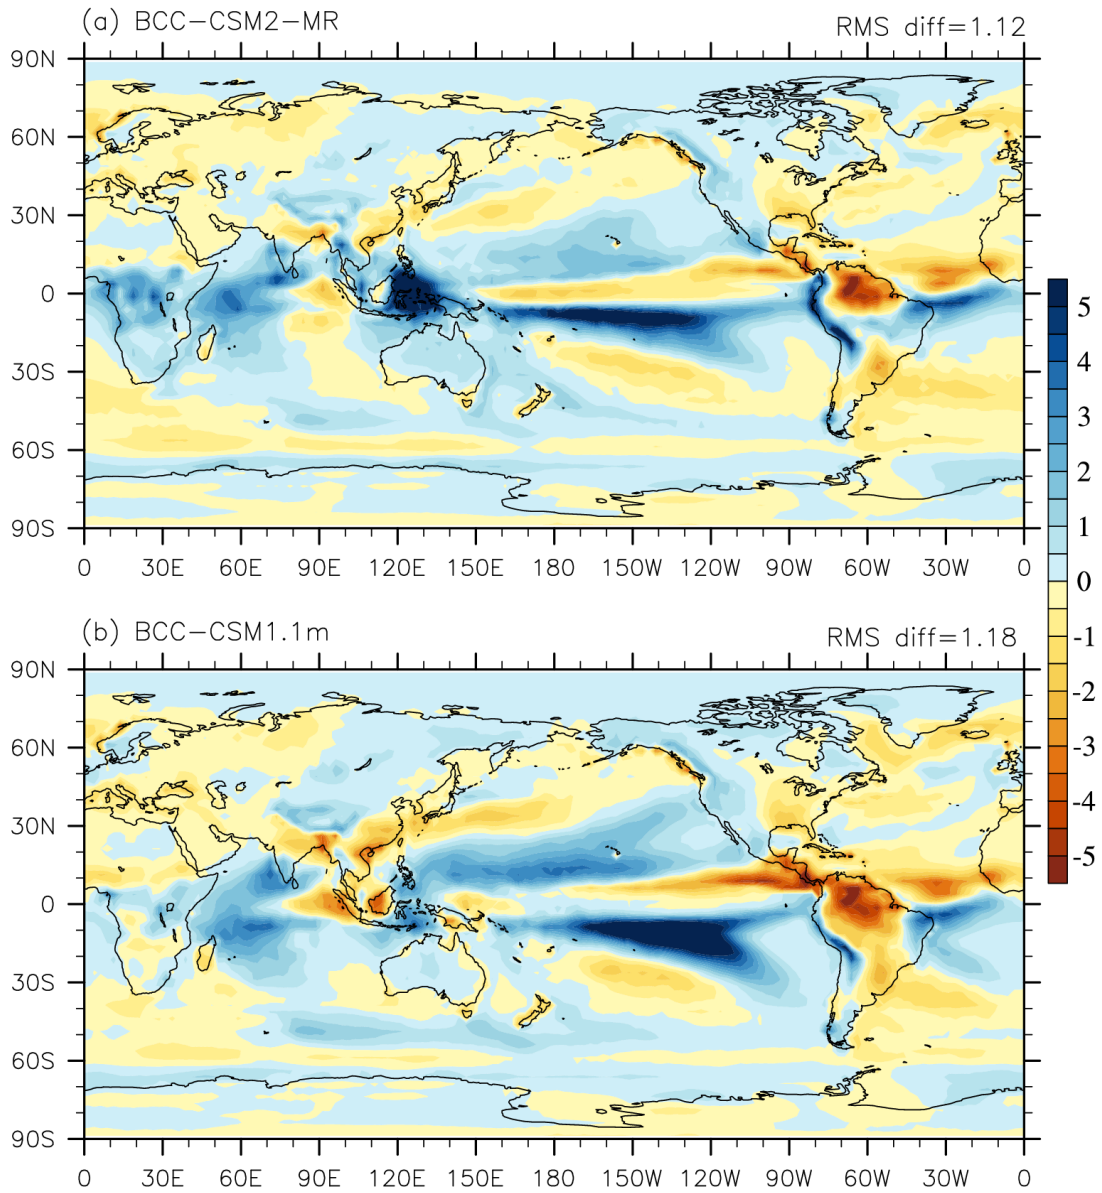 (a) BCC-CSM2-MR RMS diff=1.12
90N
60N
30N
0
30S
60S
90S
0 30E 60E 90E 120E 150E 180 150W 120W 90W 60W 30W 0
5
4
3
2
1
0
-1
-2
-3
-4
-5
(b) BCC-CSM1.1m RMS diff=1.18
90N
60N
30N
0
30S
60S
90S
0 30E 60E 90E 120E 150E 180 150W 120W 90W 60W 30W 0